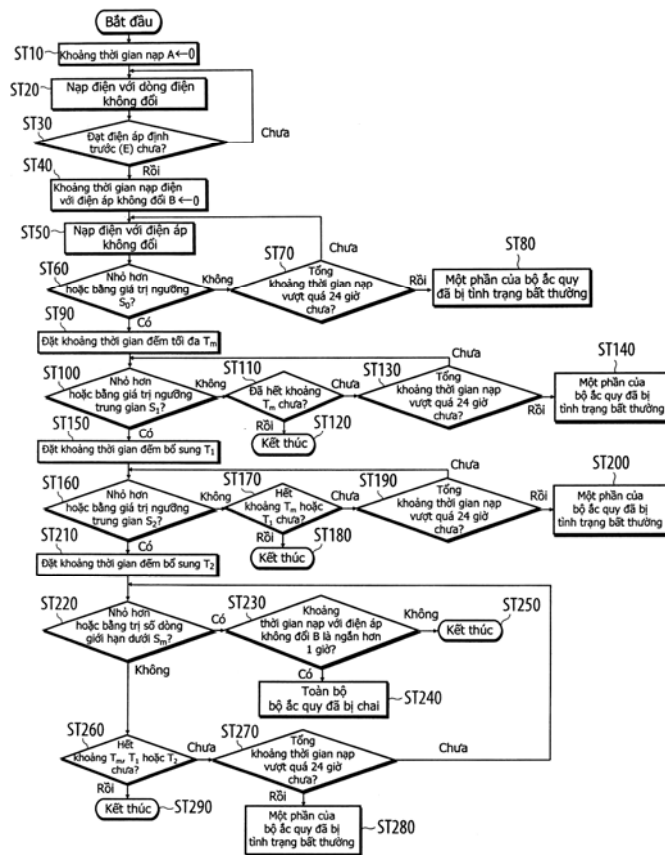 Bắt đầu
ST10
Khoảng thời gian nạp A←0
ST20
Nạp điện với dòng điện
không đổi
ST30
Đạt điện áp định
trước (E) chưa?
Chưa
Rồi
ST40
Khoảng thời gian nạp điện
với điện áp không đổi B←0
ST50
Nạp điện với điện áp
không đổi
Chưa
ST60
Nhỏ hơn
hoặc bằng giá trị ngưỡng
S₀?
Không
Có
ST70
Tổng
khoảng thời gian nạp
vượt quá 24 giờ
chưa?
Rồi
ST80
Một phần của bộ ắc quy
đã bị tình trạng bất thường
ST90
Đặt khoảng thời gian đếm tối đa Tₘ
Chưa
ST100
Nhỏ hơn
hoặc bằng giá trị ngưỡng
trung gian S₁?
Không
Có
ST110
Đã hết khoảng
Tₘ chưa?
Chưa
Rồi
ST120
Kết thúc
ST130
Tổng
khoảng thời gian nạp
vượt quá 24 giờ
chưa?
Rồi
ST140
Một phần của
bộ ắc quy đã bị
tình trạng bất thường
ST150
Đặt khoảng thời gian đếm bổ sung T₁
Chưa
ST160
Nhỏ hơn
hoặc bằng giá trị ngưỡng
trung gian S₂?
Không
Có
ST170
Hết
khoảng Tₘ hoặc
T₁ chưa?
Chưa
Rồi
ST180
Kết thúc
ST190
Tổng
khoảng thời gian nạp
vượt quá 24 giờ
chưa?
Rồi
ST200
Một phần của
bộ ắc quy đã bị
tình trạng bất thường
ST210
Đặt khoảng thời gian đếm bổ sung T₂
ST220
Nhỏ hơn
hoặc bằng trị số dòng
giới hạn dưới Sₘ?
Có
Không
ST230
Khoảng
thời gian nạp với điện áp
không đổi B là ngắn hơn
1 giờ?
Không
Có
ST250
Kết thúc
ST240
Toàn bộ
bộ ắc quy đã bị chai
ST260
Hết
khoảng Tₘ, T₁ hoặc T₂
chưa?
Chưa
Rồi
ST290
Kết thúc
ST270
Tổng
khoảng thời gian nạp
vượt quá 24 giờ
chưa?
Chưa
Rồi
ST280
Một phần của
bộ ắc quy đã bị
tình trạng bất thường